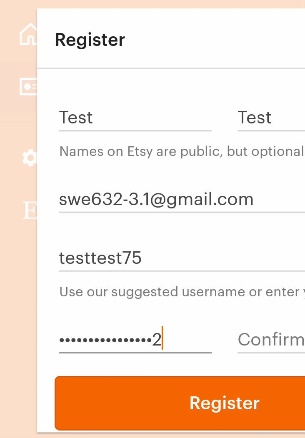 Register
Test Test
Names on Etsy are public, but optional
swe632-3.1@gmail.com
testtest75
Use our suggested username or enter
••••••••••••••••2 Confirm
Register
E